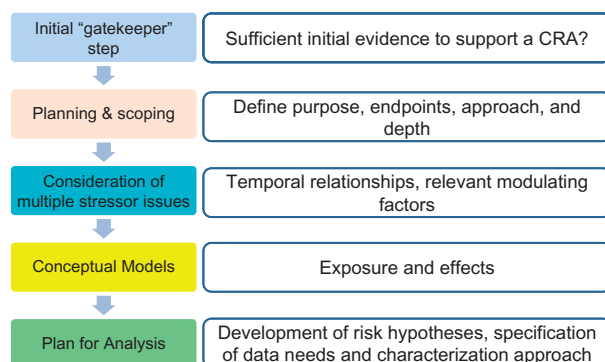 Initial “gatekeeper”
step
Sufficient initial evidence to support a CRA?
Planning & scoping
Define purpose, endpoints, approach, and
depth
Consideration of
multiple stressor issues
Temporal relationships, relevant modulating
factors
Conceptual Models
Exposure and effects
Plan for Analysis
Development of risk hypotheses, specification
of data needs and characterization approach